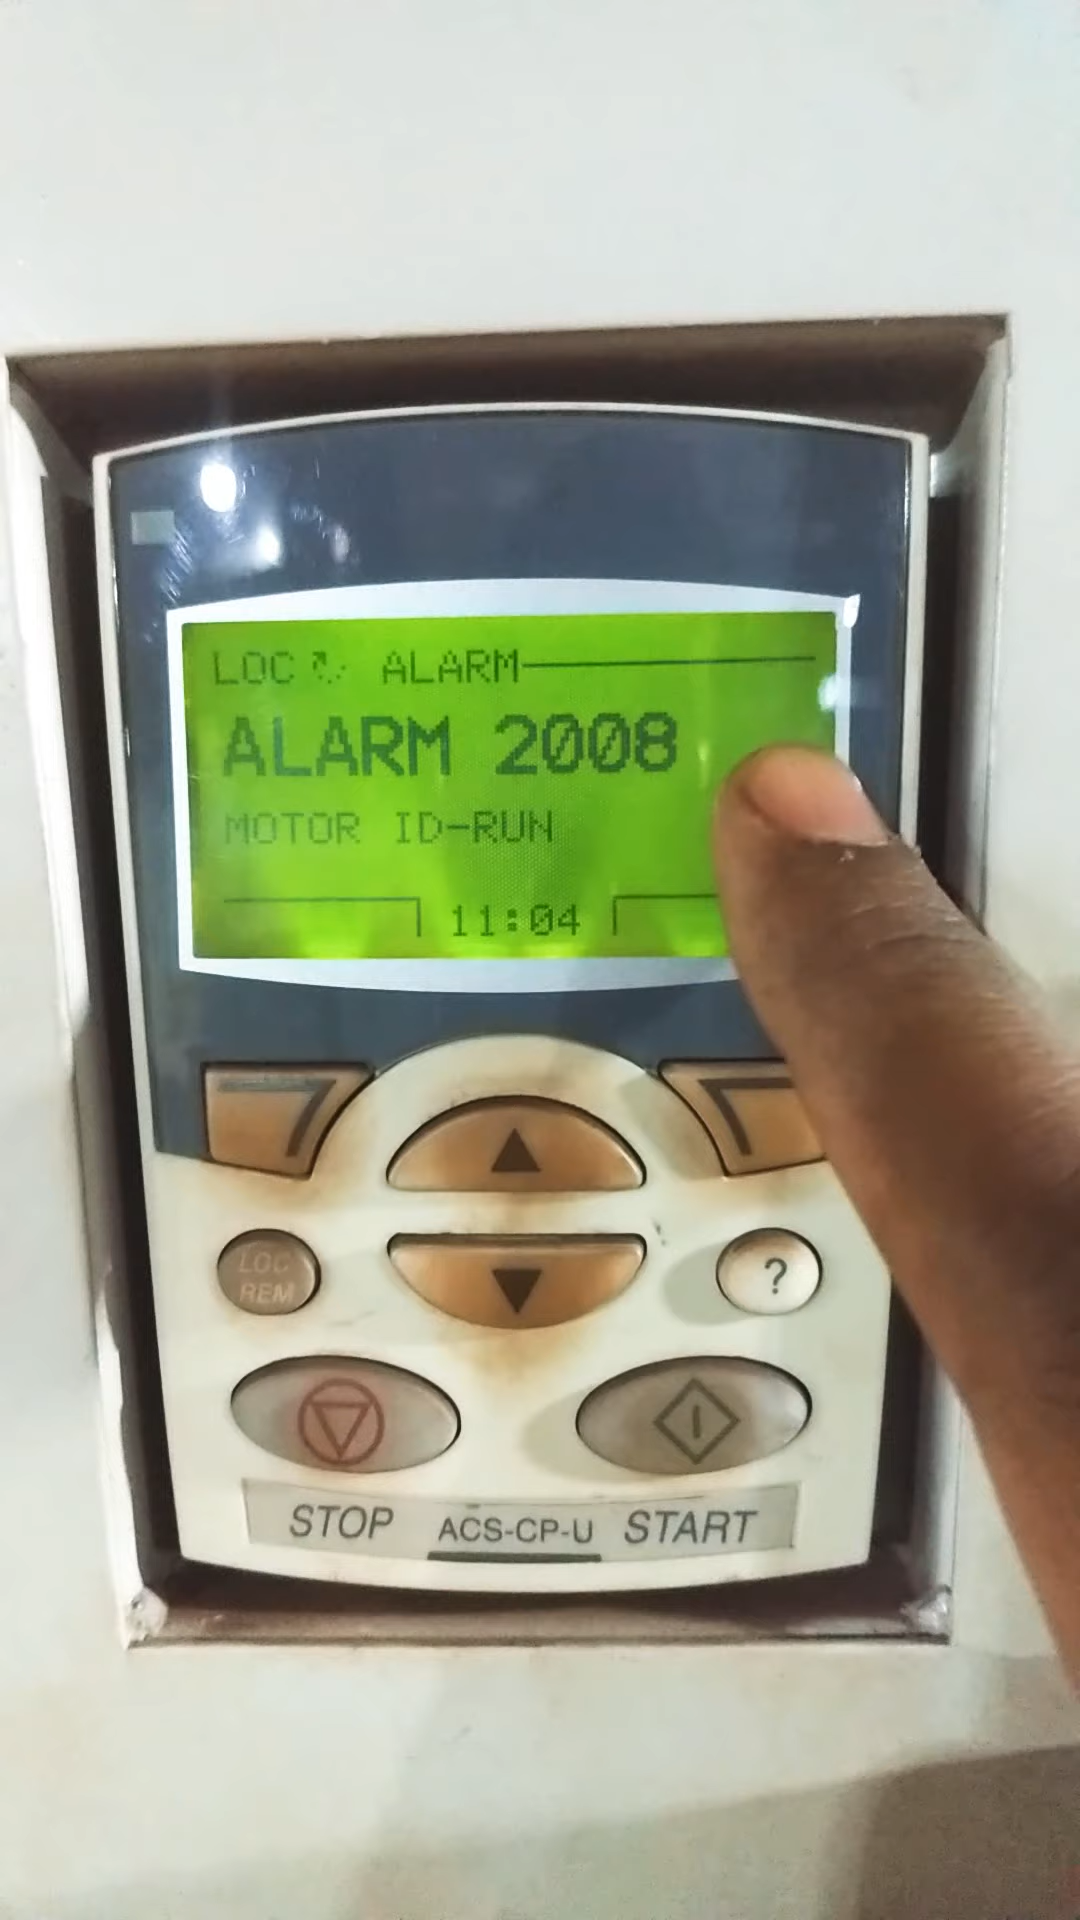 LOC ALARM
ALARM 2008
MOTOR ID-RUN
11:04
LOC
REM
?
STOP ACS-CP-U START